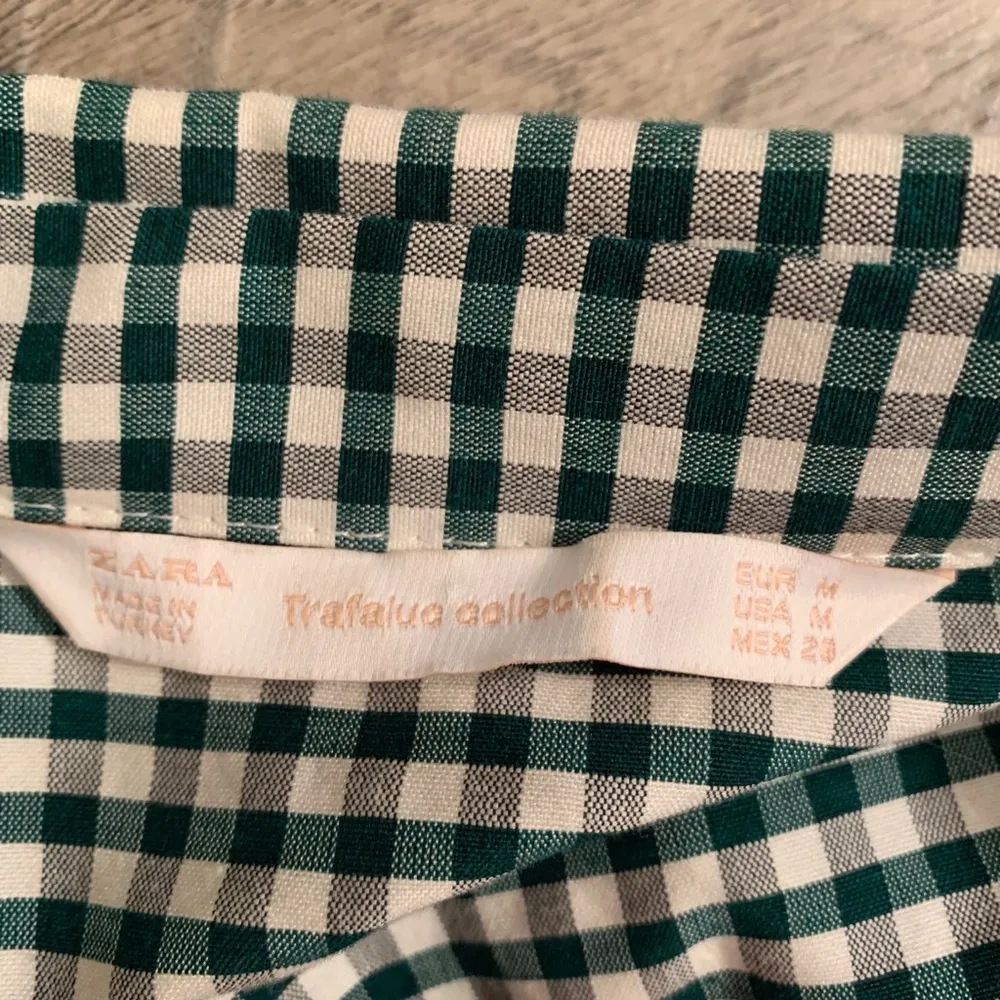 ZARA
MADE IN
TURKEY
Trafaluc collection
EUR M
USA M
MEX 28